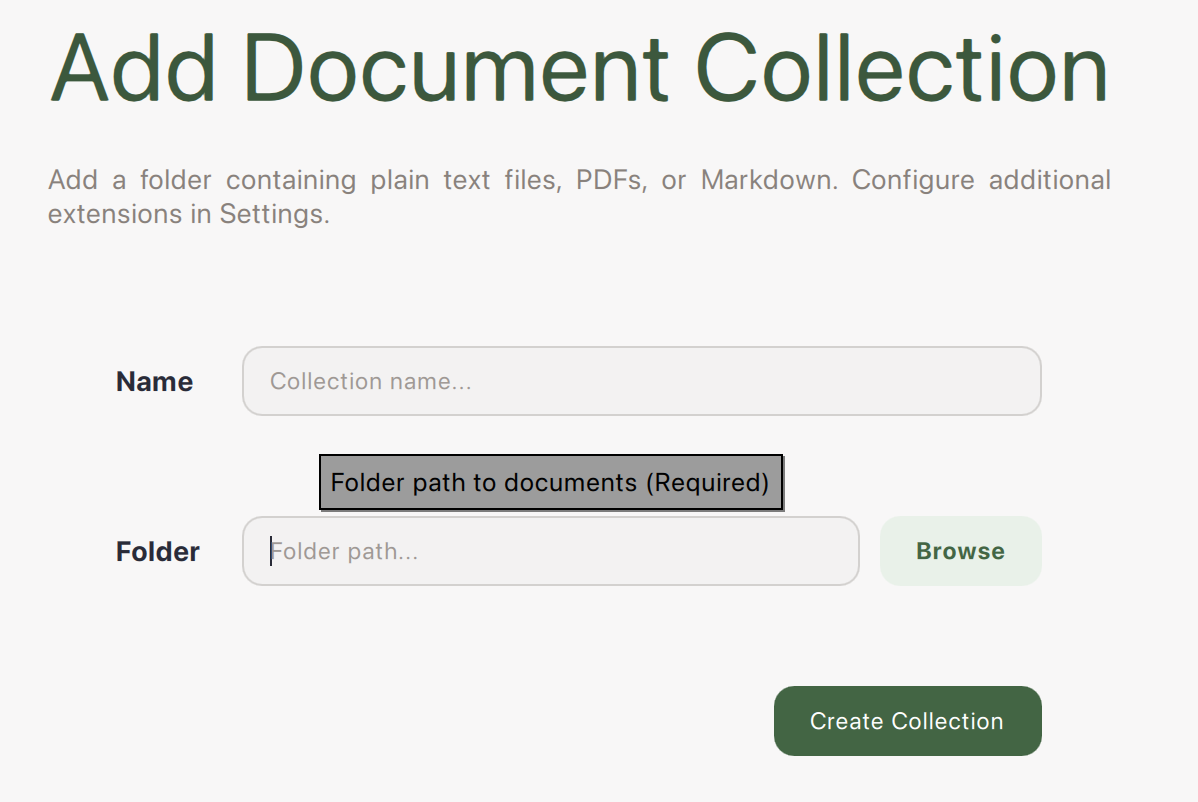 Add Document Collection
Add a folder containing plain text files, PDFs, or Markdown. Configure additional
extensions in Settings.
Name
Collection name...
Folder path to documents (Required)
Folder
Folder path...
Browse
Create Collection